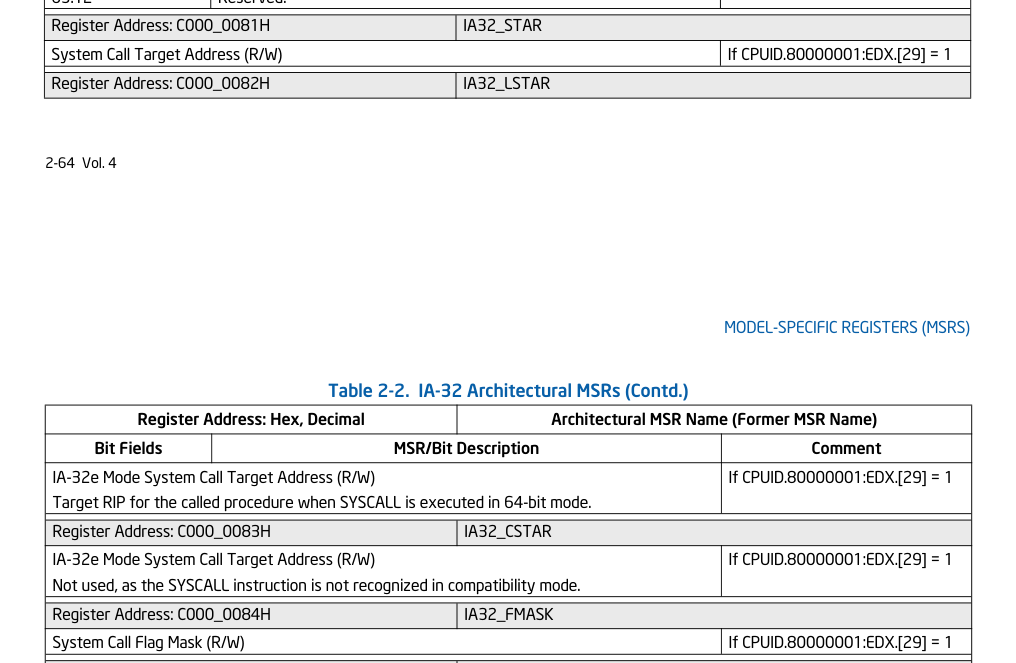 03:12 Reserved.
Register Address: C000_0081H IA32_STAR
System Call Target Address (R/W) If CPUID.80000001:EDX.[29] = 1
Register Address: C000_0082H IA32_LSTAR
2-64 Vol. 4
MODEL-SPECIFIC REGISTERS (MSRS)
Table 2-2. IA-32 Architectural MSRs (Contd.)
Register Address: Hex, Decimal Architectural MSR Name (Former MSR Name)
Bit Fields MSR/Bit Description Comment
IA-32e Mode System Call Target Address (R/W) If CPUID.80000001:EDX.[29] = 1
Target RIP for the called procedure when SYSCALL is executed in 64-bit mode.
Register Address: C000_0083H IA32_CSTAR
IA-32e Mode System Call Target Address (R/W) If CPUID.80000001:EDX.[29] = 1
Not used, as the SYSCALL instruction is not recognized in compatibility mode.
Register Address: C000_0084H IA32_FMASK
System Call Flag Mask (R/W) If CPUID.80000001:EDX.[29] = 1